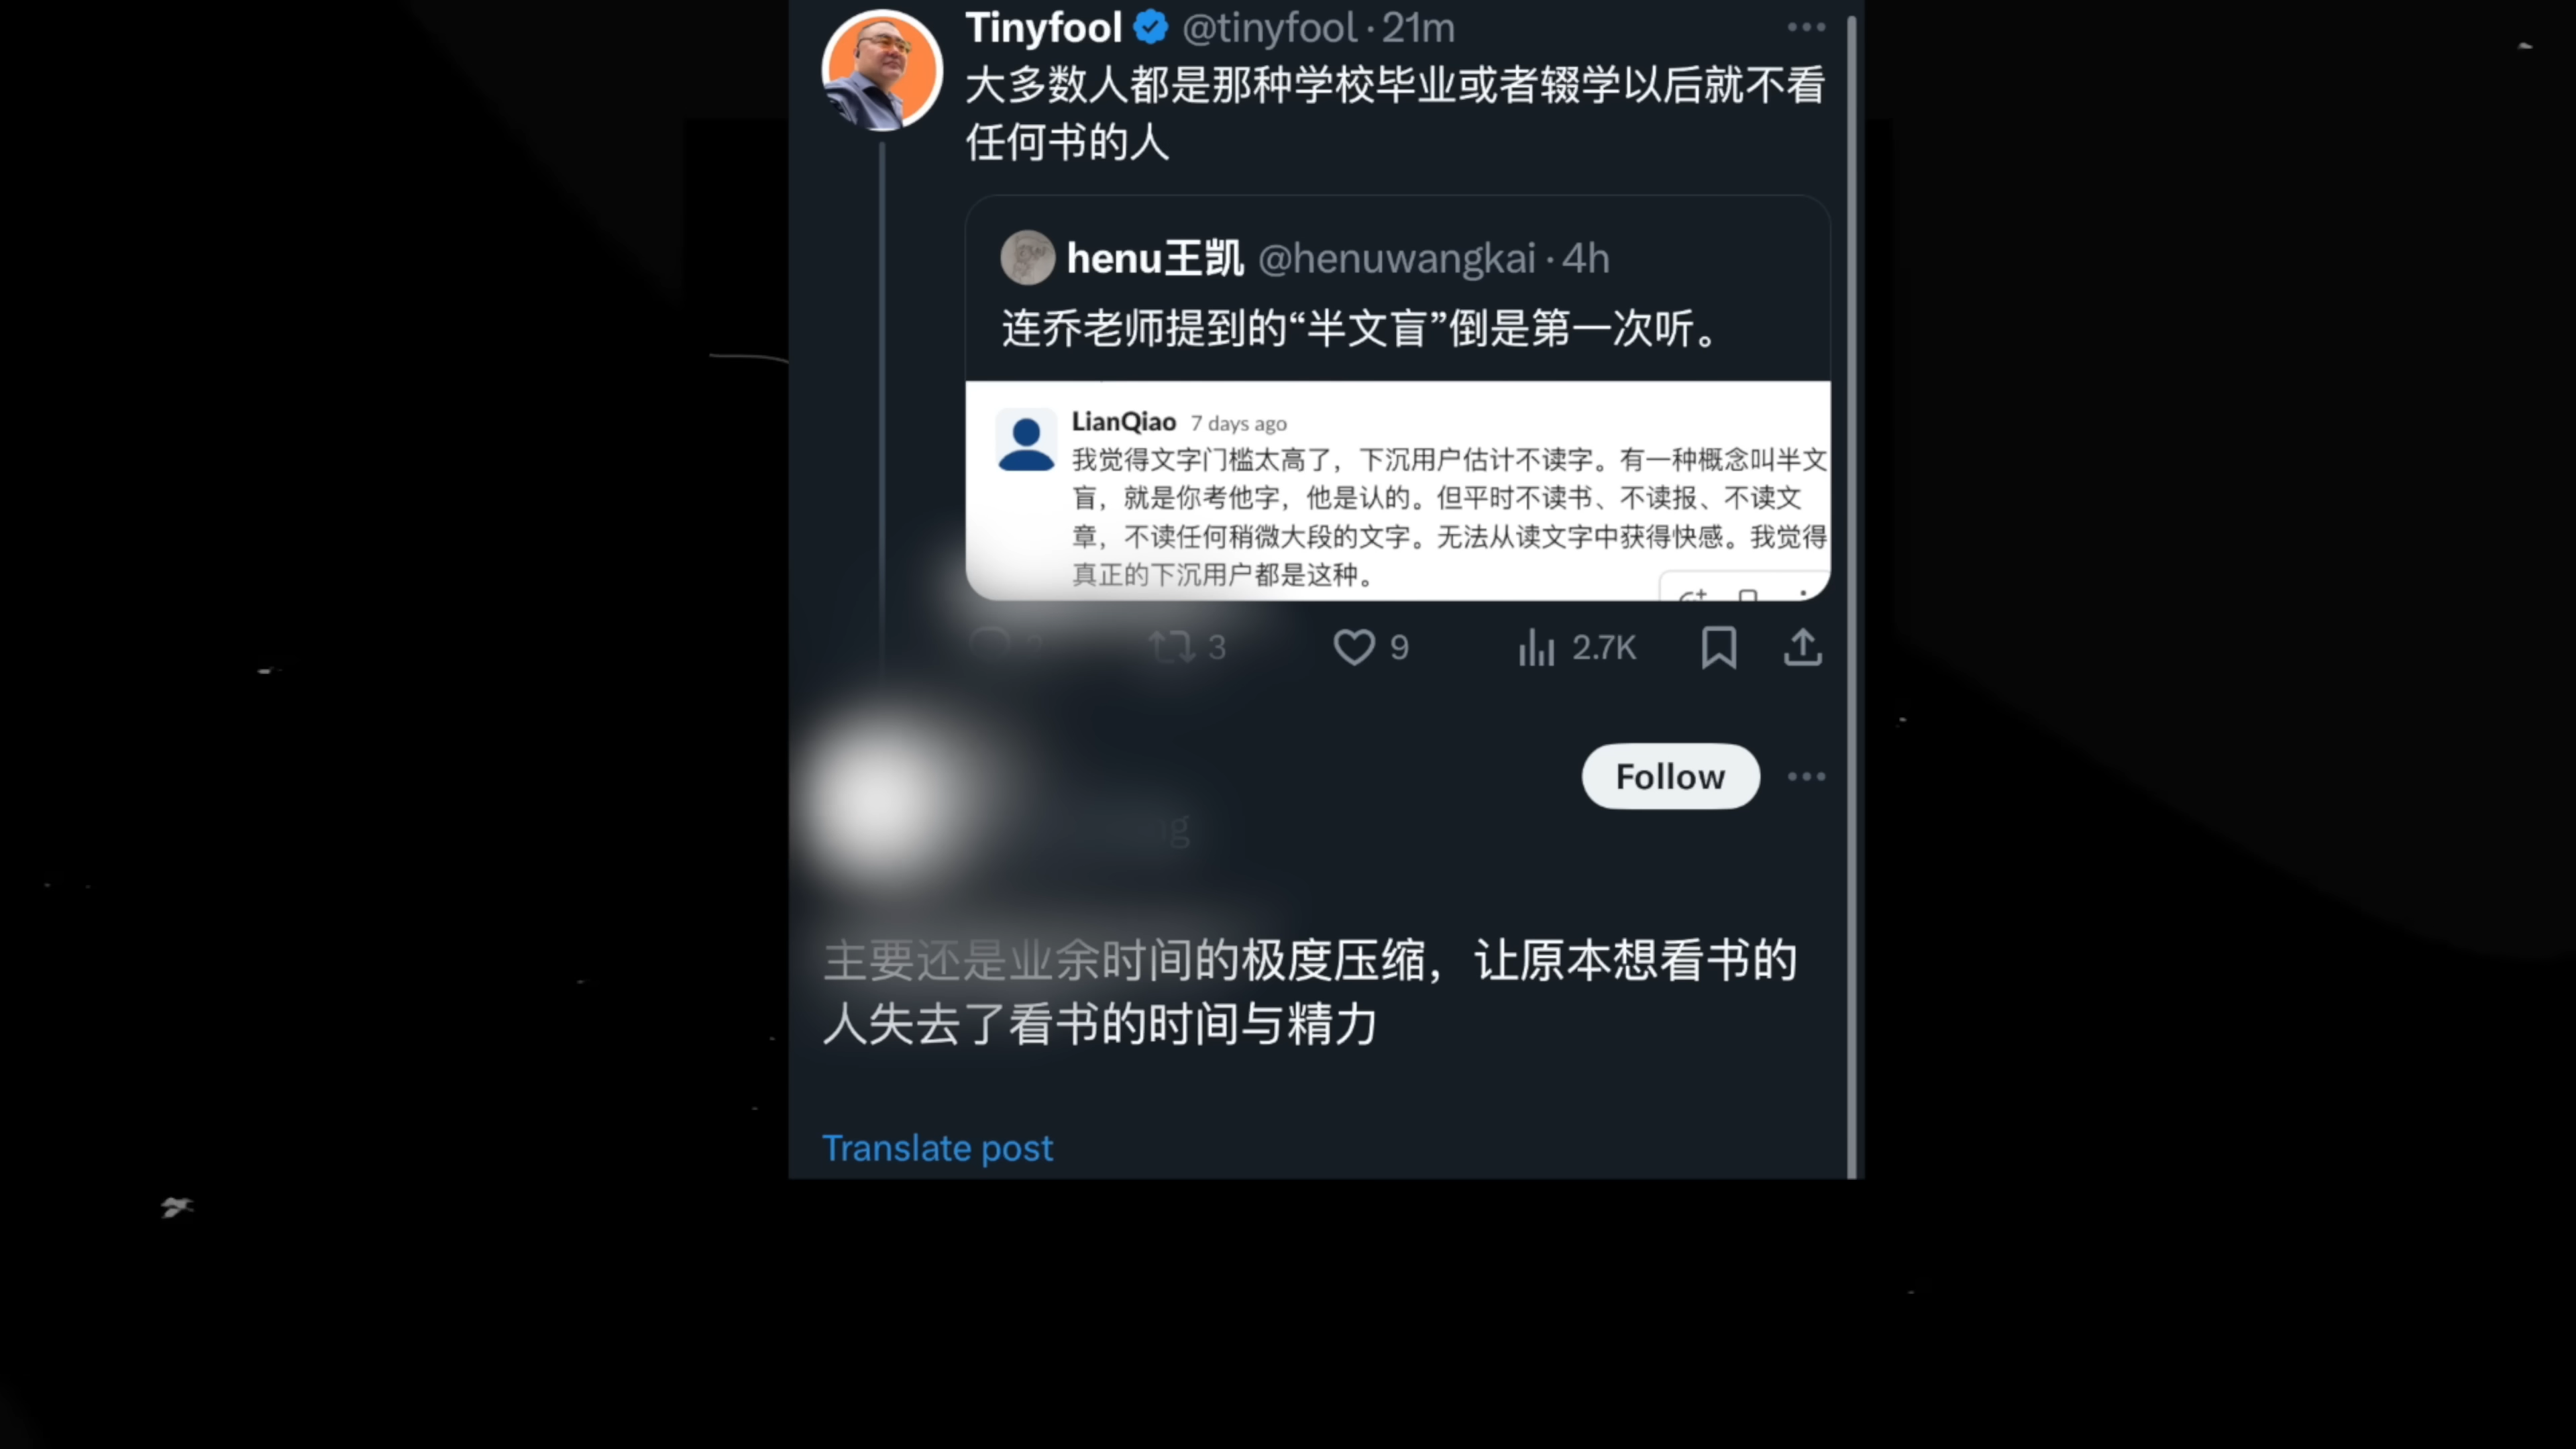 Tinyfool @tinyfool · 21m
大多数人都是那种学校毕业或者辍学以后就不看
任何书的人
henu王凯 @henuwangkai · 4h
连乔老师提到的“半文盲”倒是第一次听。
LianQiao 7 days ago
我觉得文字门槛太高了，下沉用户估计不读字。有一种概念叫半文
盲，就是你考他字，他是认的。但平时不读书、不读报、不读文
章，不读任何稍微大段的文字。无法从读文字中获得快感。我觉得
真正的下沉用户都是这种。
2 3 9 2.7K
Follow
主要还是业余时间的极度压缩，让原本想看书的
人失去了看书的时间与精力
Translate post